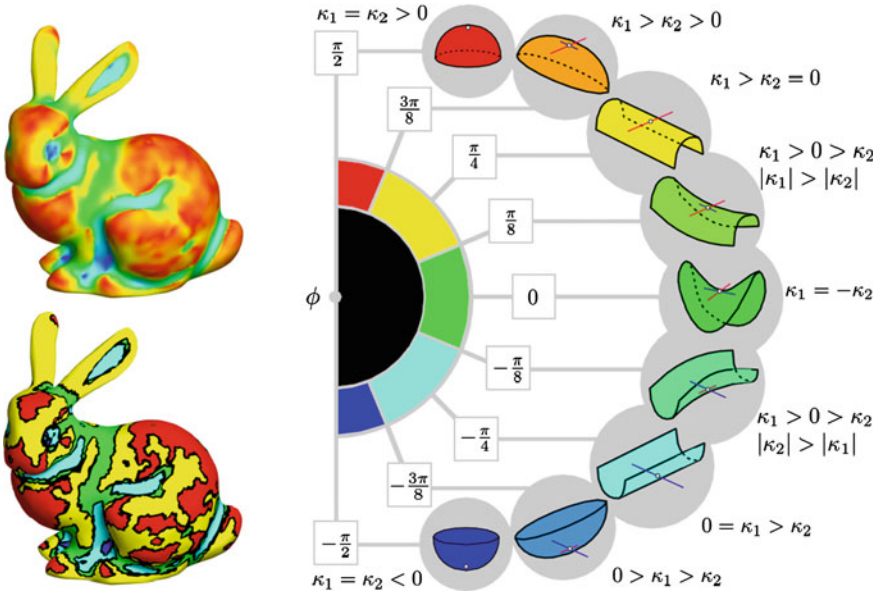 κ₁ = κ₂ > 0
κ₁ > κ₂ > 0
π/2
κ₁ > κ₂ = 0
3π/8
π/4
κ₁ > 0 > κ₂
|κ₁| > |κ₂|
π/8
ϕ
0
κ₁ = −κ₂
−π/8
κ₁ > 0 > κ₂
|κ₂| > |κ₁|
−π/4
−3π/8
0 = κ₁ > κ₂
−π/2
κ₁ = κ₂ < 0
0 > κ₁ > κ₂